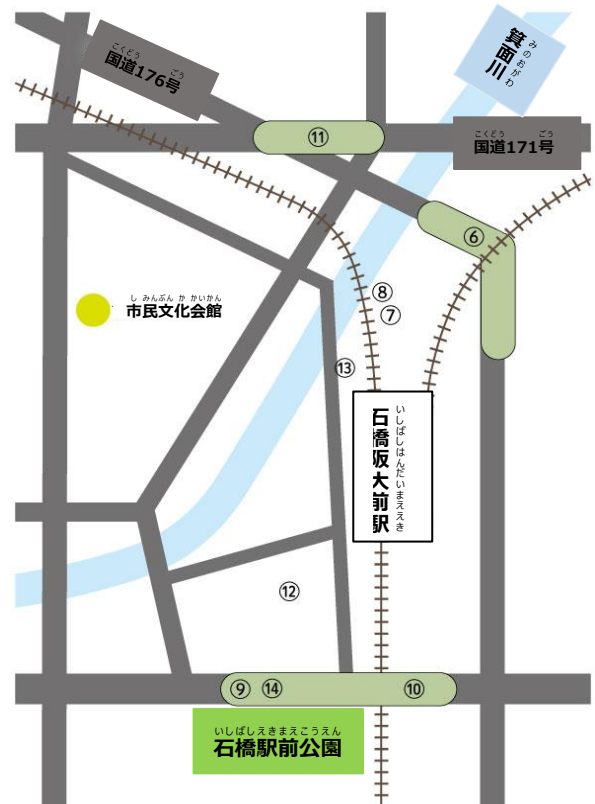 こくどう ごう
国道176号
みのおがわ
箕面川
⑪
こくどう ごう
国道171号
⑥
⑧
⑦
しみんぶんかかいかん
市民文化会館
⑬
いしばしはんだいまええき
石橋阪大前駅
⑫
⑨ ⑭ ⑩
いしばしえきまえこうえん
石橋駅前公園